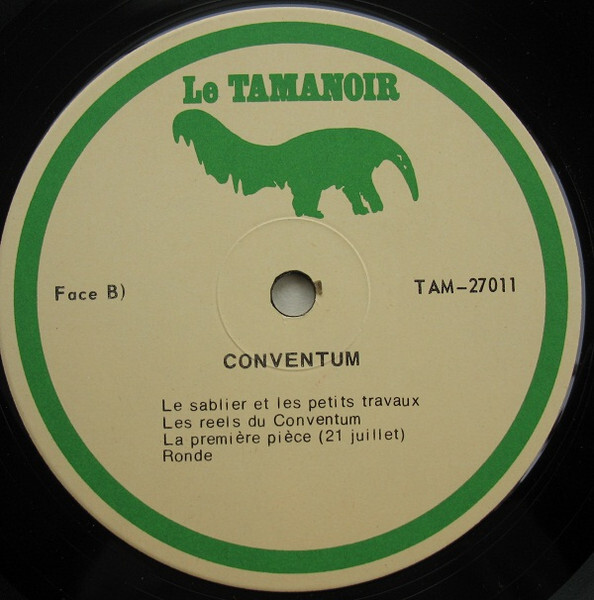 Le TAMANOIR
Face B)
TAM-27011
CONVENTUM
Le sablier et les petits travaux
Les reels du Conventum
La première pièce (21 juillet)
Ronde